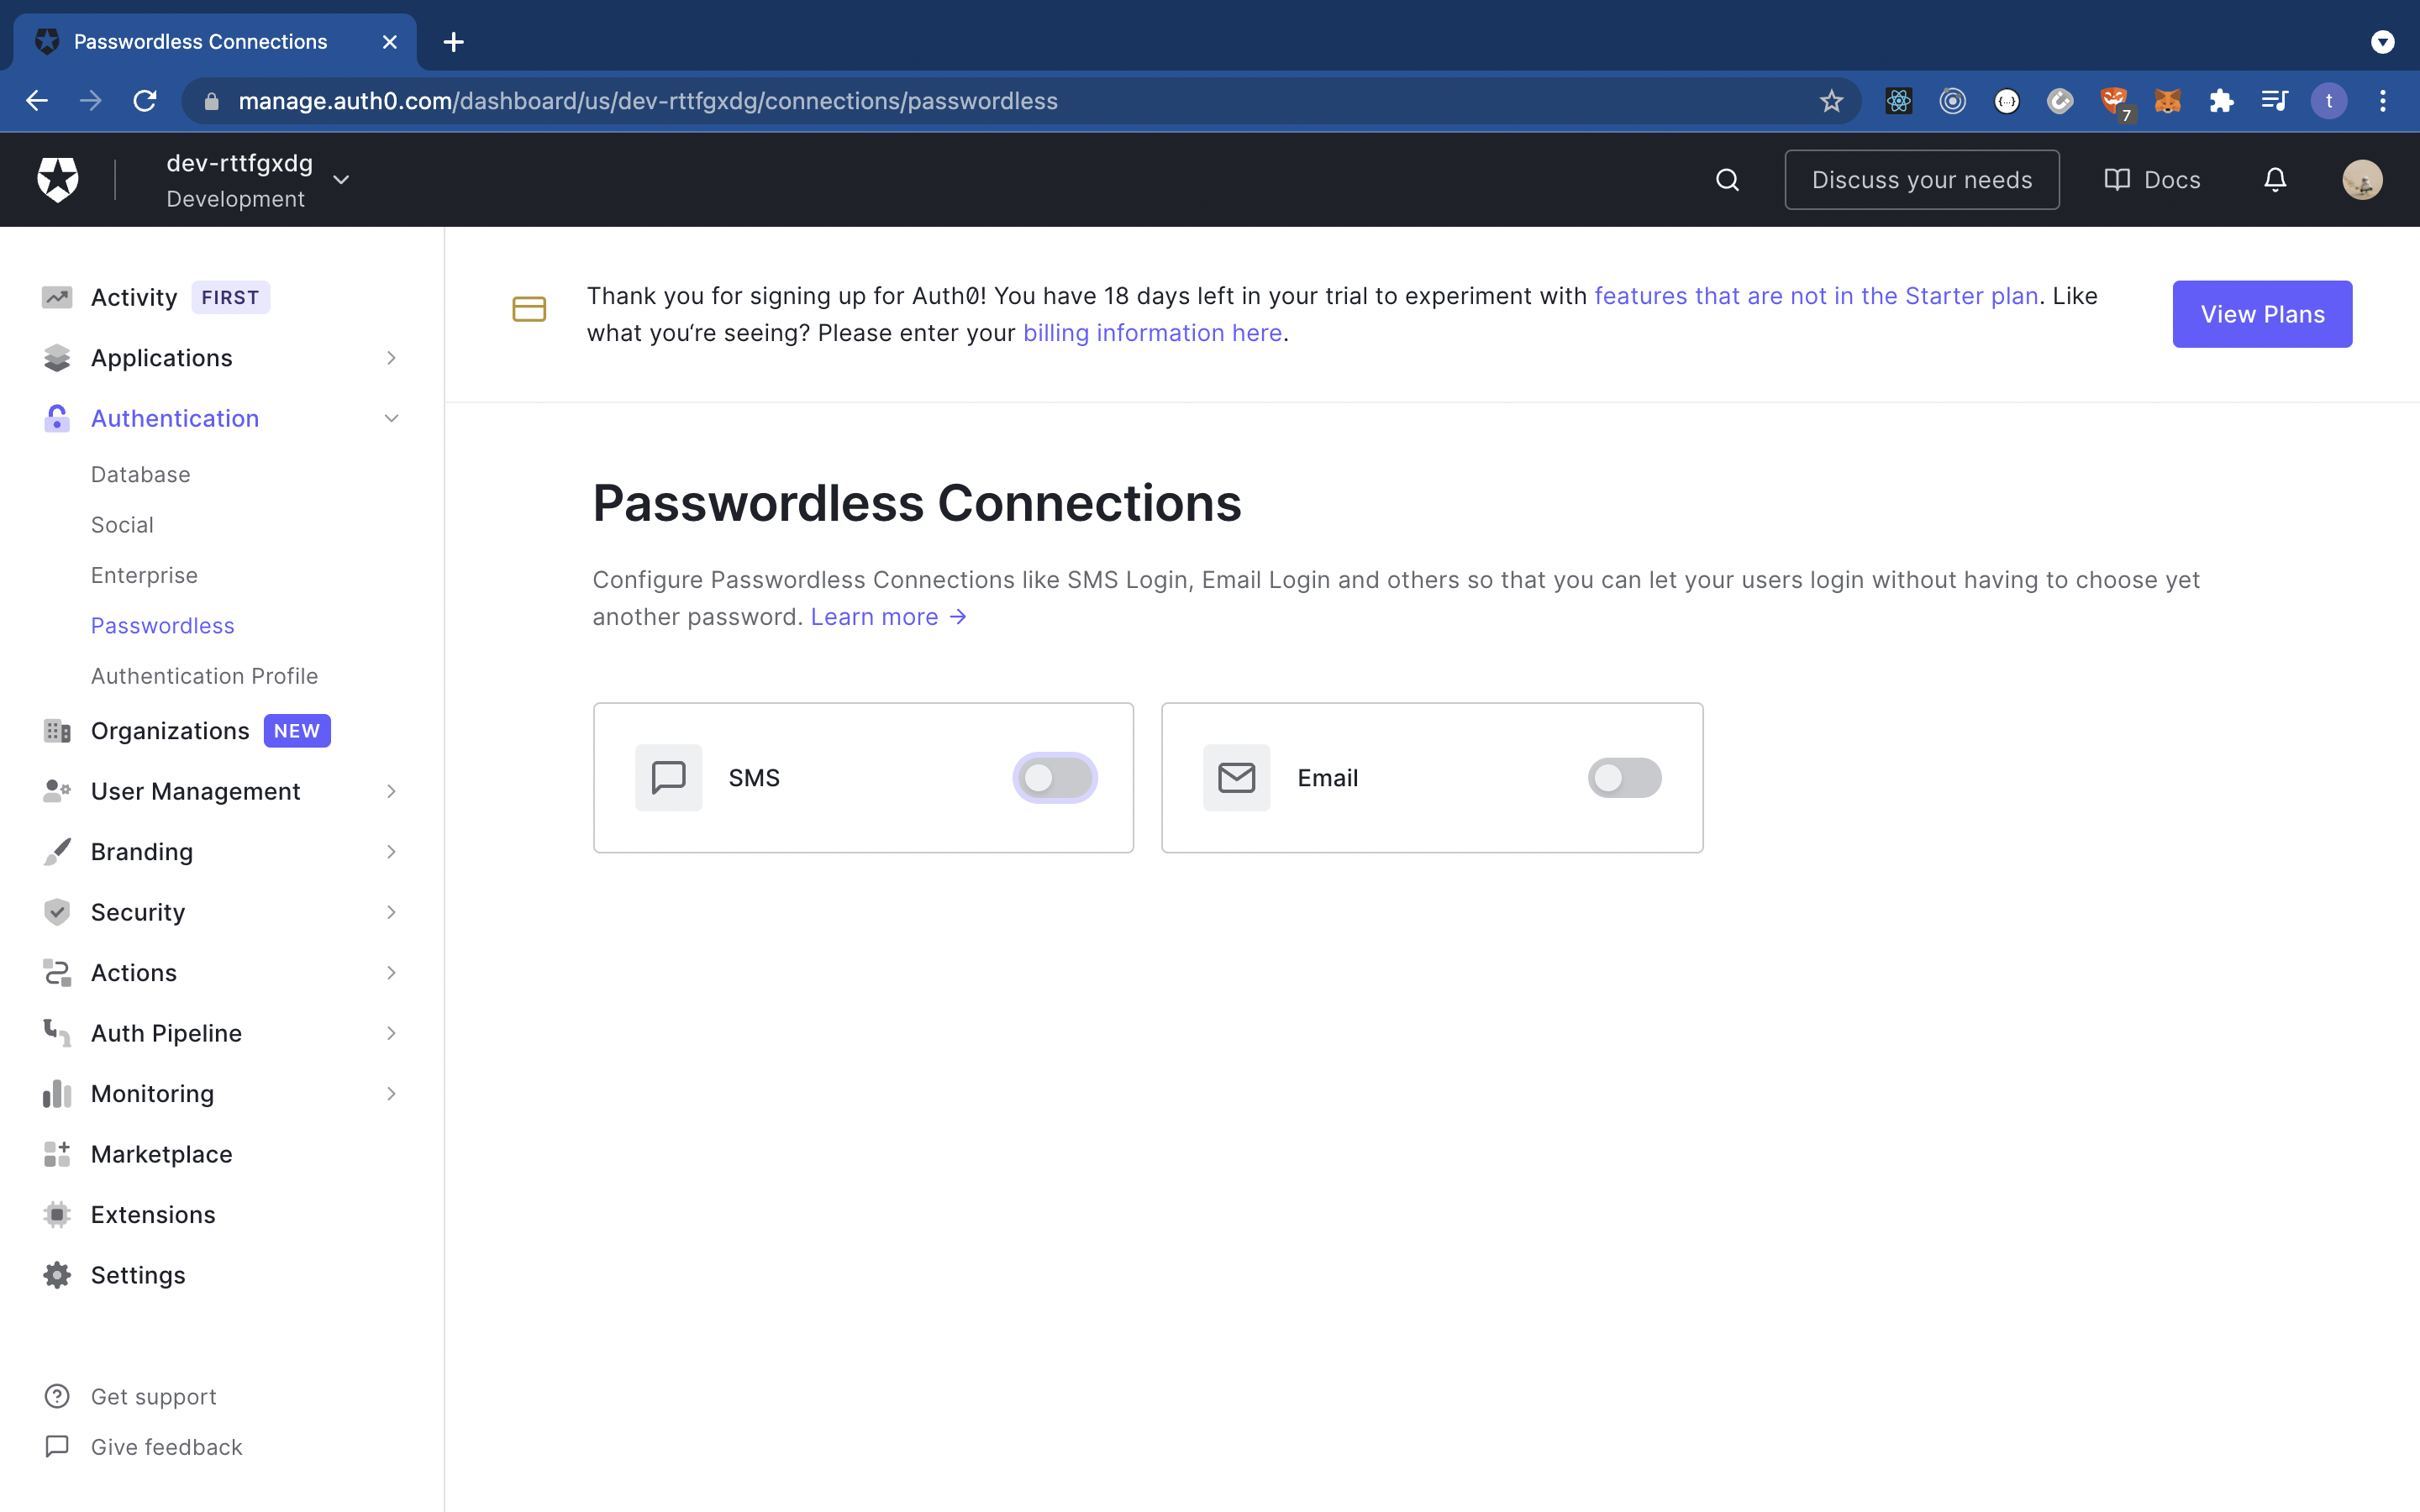 Passwordless Connections
manage.auth0.com/dashboard/us/dev-rttfgxdg/connections/passwordless
7
t
dev-rttfgxdg
Development
Discuss your needs
Docs
Activity FIRST
Applications
Authentication
Database
Social
Enterprise
Passwordless
Authentication Profile
Organizations NEW
User Management
Branding
Security
Actions
Auth Pipeline
Monitoring
Marketplace
Extensions
Settings
Get support
Give feedback
Thank you for signing up for Auth0! You have 18 days left in your trial to experiment with features that are not in the Starter plan. Like
what you‘re seeing? Please enter your billing information here.
View Plans
Passwordless Connections
Configure Passwordless Connections like SMS Login, Email Login and others so that you can let your users login without having to choose yet
another password. Learn more →
SMS
Email